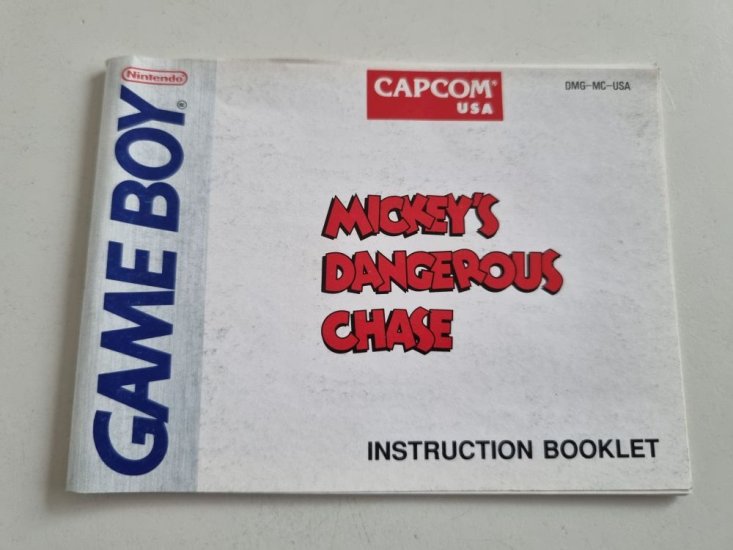 Nintendo
GAME BOY®
CAPCOM®
USA
DMG-MC-USA
MICKEY'S
DANGEROUS
CHASE
INSTRUCTION BOOKLET